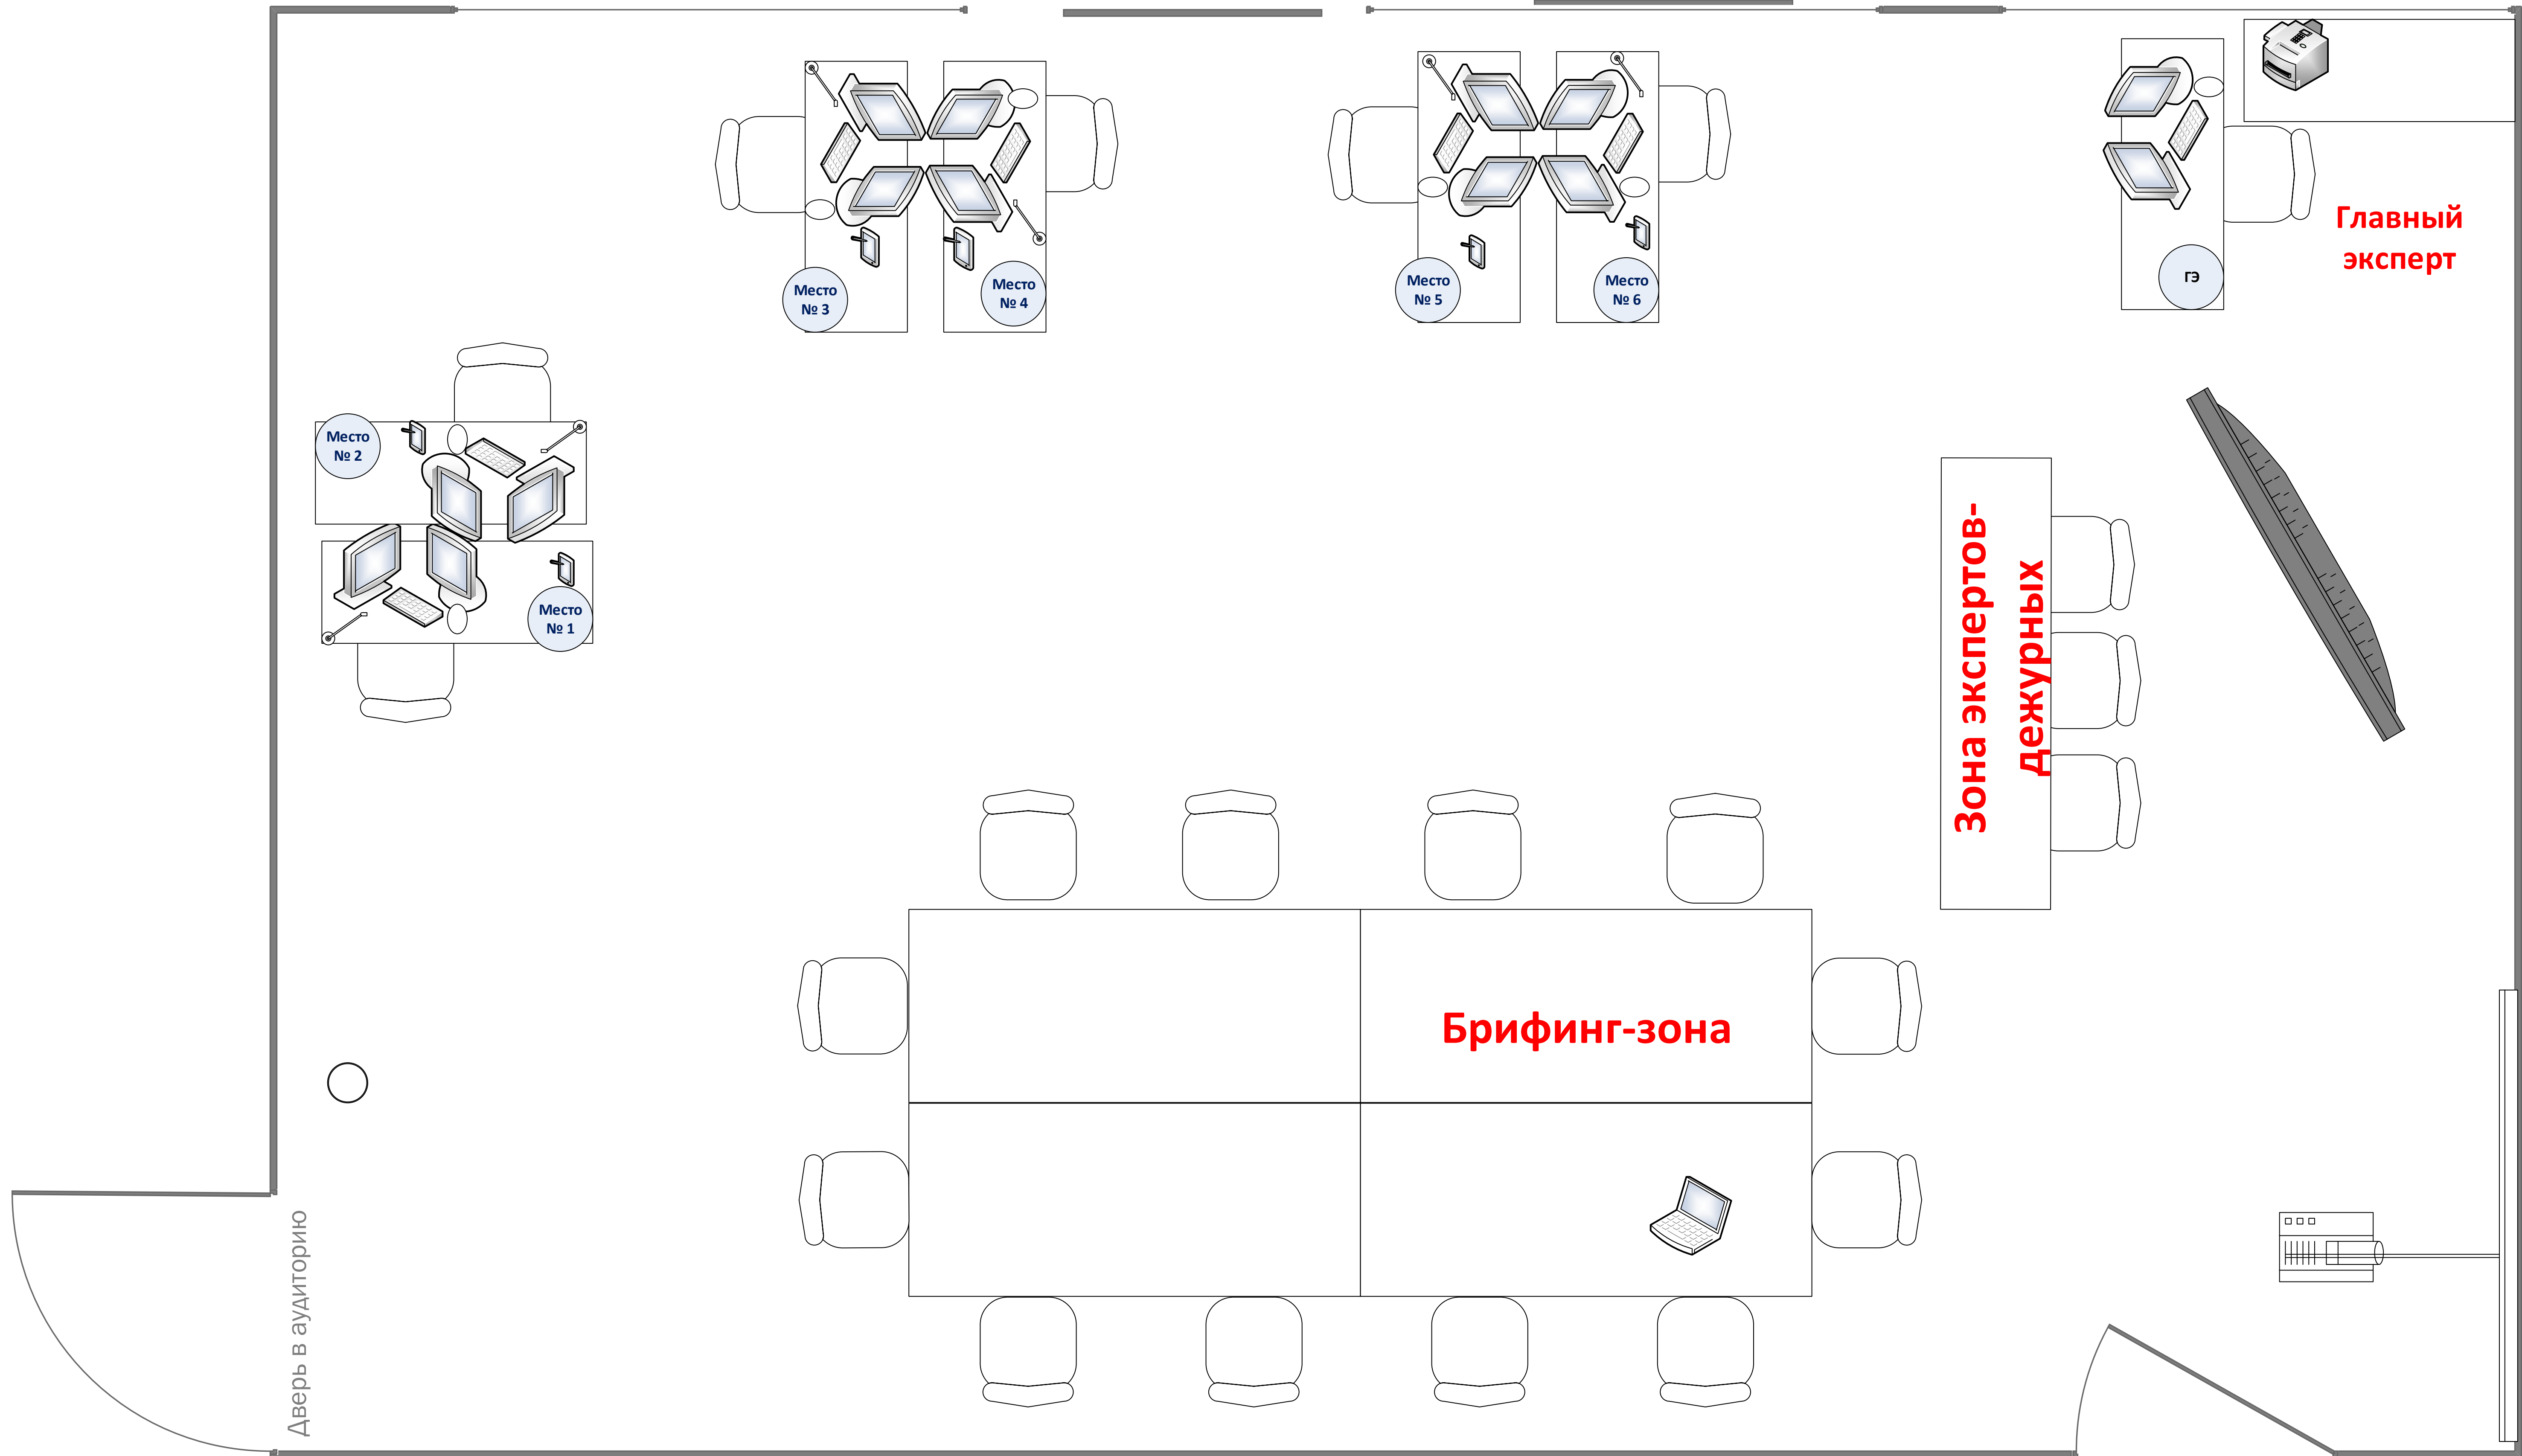 Место
№ 3
Место
№ 4
Место
№ 5
Место
№ 6
ГЭ
Главный
эксперт
Место
№ 2
Место
№ 1
Зона экспертов-
дежурных
Брифинг-зона
Дверь в аудиторию